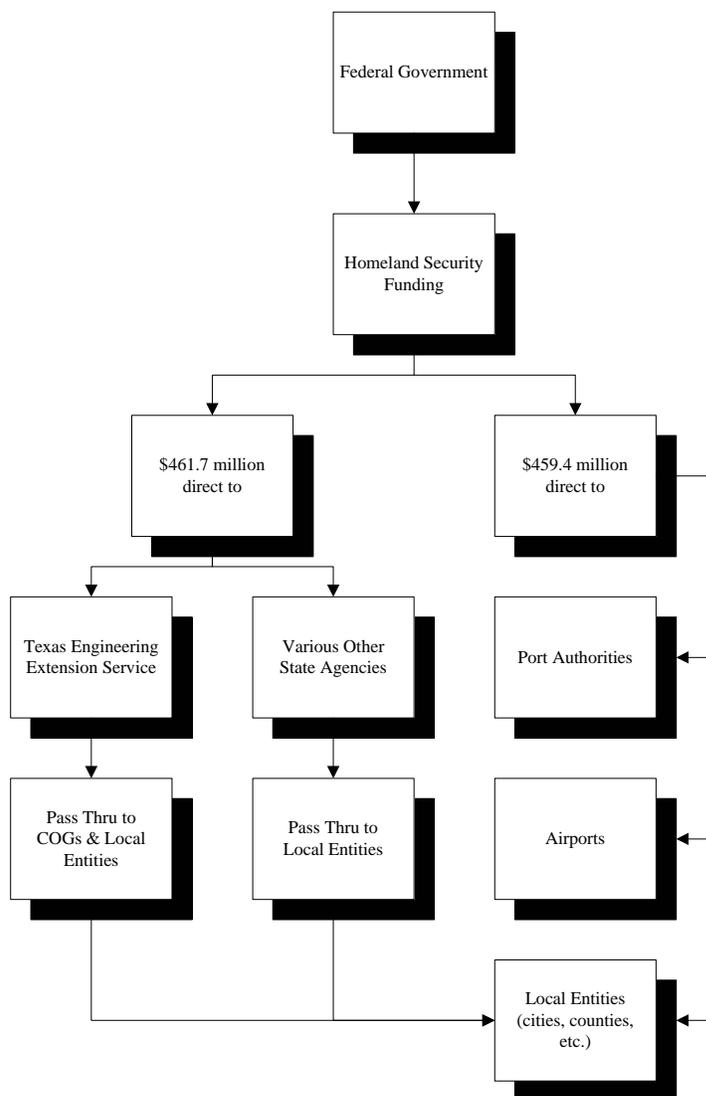 Federal Government
Homeland Security
Funding
$461.7 million
direct to
$459.4 million
direct to
Texas Engineering
Extension Service
Various Other
State Agencies
Port Authorities
Pass Thru to
COGs & Local
Entities
Pass Thru to
Local Entities
Airports
Local Entities
(cities, counties,
etc.)